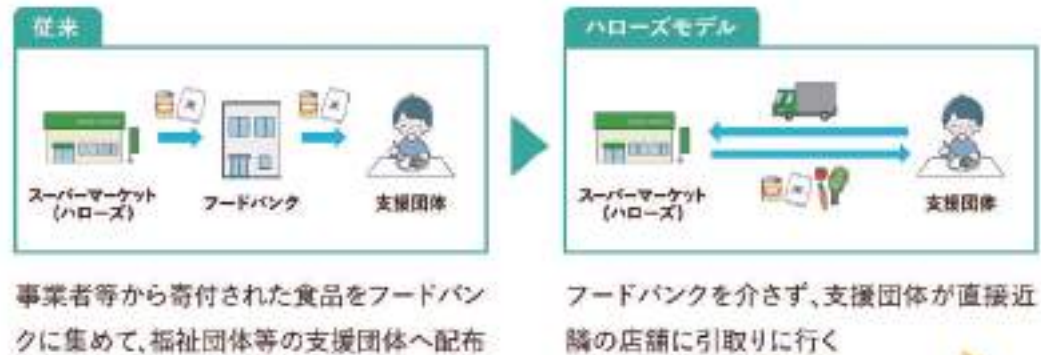 従来
スーパーマーケット
(ハローズ)
フードバンク
支援団体
事業者等から寄付された食品をフードバン
クに集めて、福祉団体等の支援団体へ配布
ハローズモデル
スーパーマーケット
(ハローズ)
支援団体
フードバンクを介さず、支援団体が直接近
隣の店舗に引取りに行く